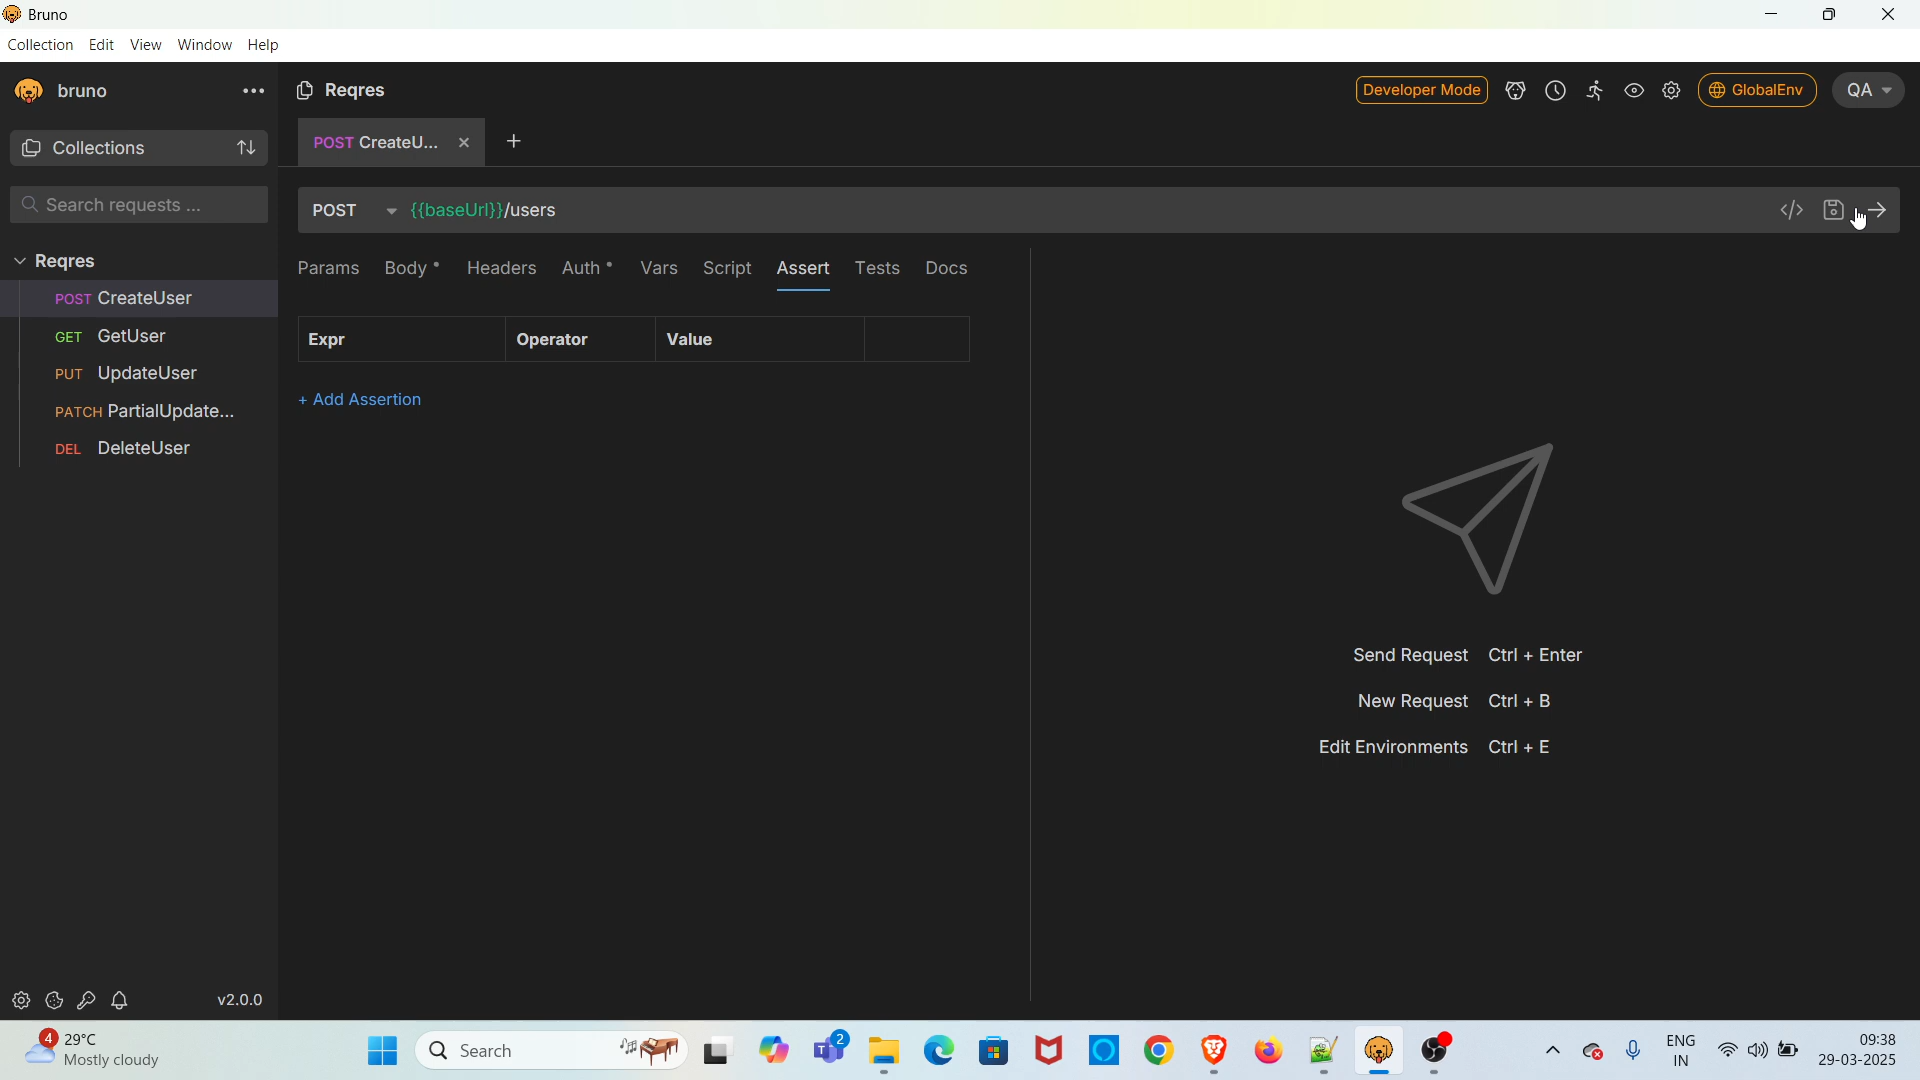 Bruno
Collection Edit View Window Help
bruno
Reqres
Developer Mode
GlobalEnv
QA
POST CreateU...
Collections
Search requests ...
POST {{baseUrl}}/users
Reqres
POST CreateUser
GET GetUser
PUT UpdateUser
PATCH PartialUpdate...
DEL DeleteUser
Params Body Headers Auth Vars Script Assert Tests Docs
Expr Operator Value
+ Add Assertion
Send Request Ctrl + Enter
New Request Ctrl + B
Edit Environments Ctrl + E
v2.0.0
4
29°C
Mostly cloudy
Search
2
ENG
IN
09:38
29-03-2025